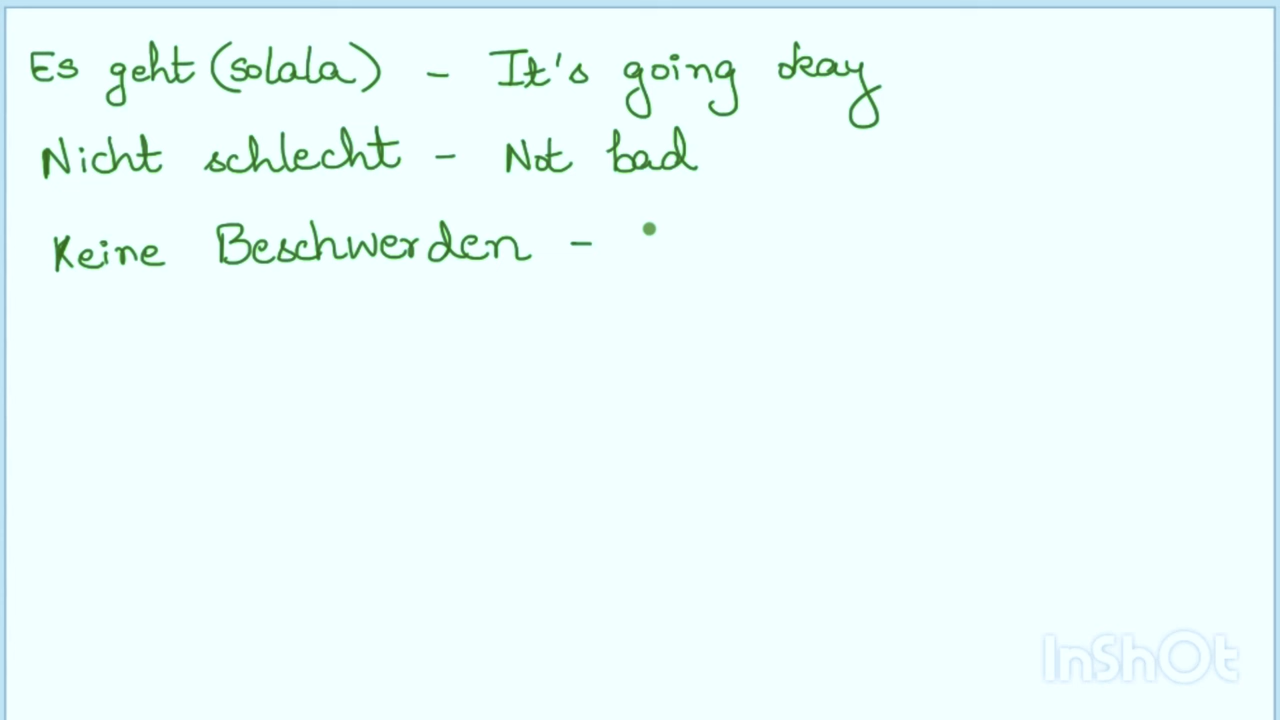 Es geht (solala) - It's going okay
Nicht schlecht - Not bad
Keine Beschwerden -
InShOt